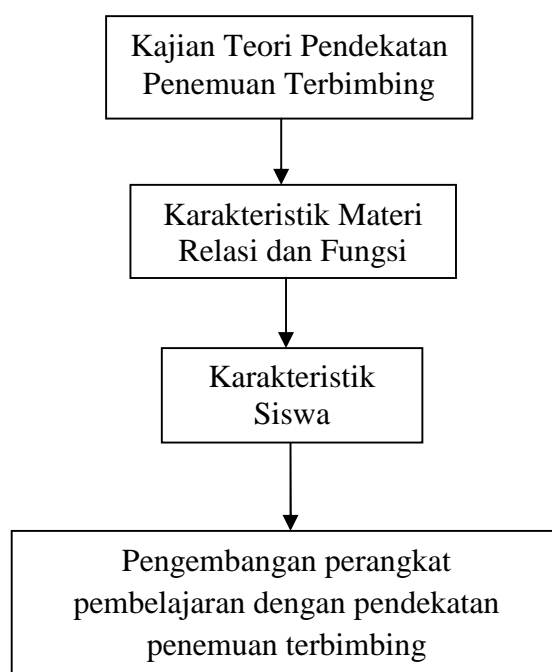 Kajian Teori Pendekatan
Penemuan Terbimbing
Karakteristik Materi
Relasi dan Fungsi
Karakteristik
Siswa
Pengembangan perangkat
pembelajaran dengan pendekatan
penemuan terbimbing